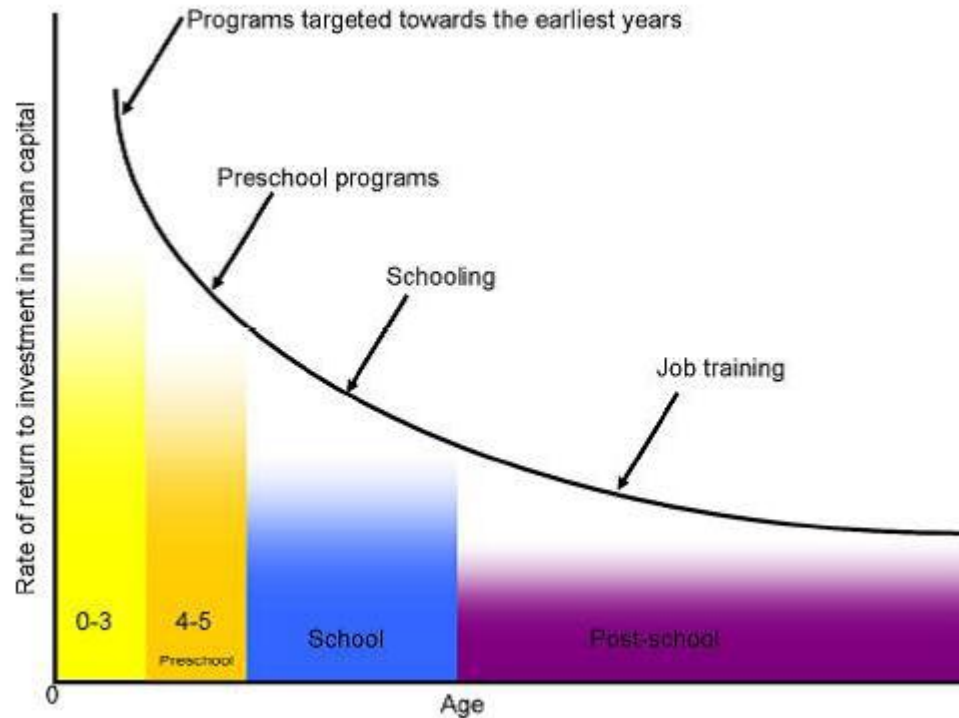 Programs targeted towards the earliest years
Preschool programs
Schooling
Job training
Rate of return to investment in human capital
0-3
4-5
Preschool
School
Post-school
0
Age